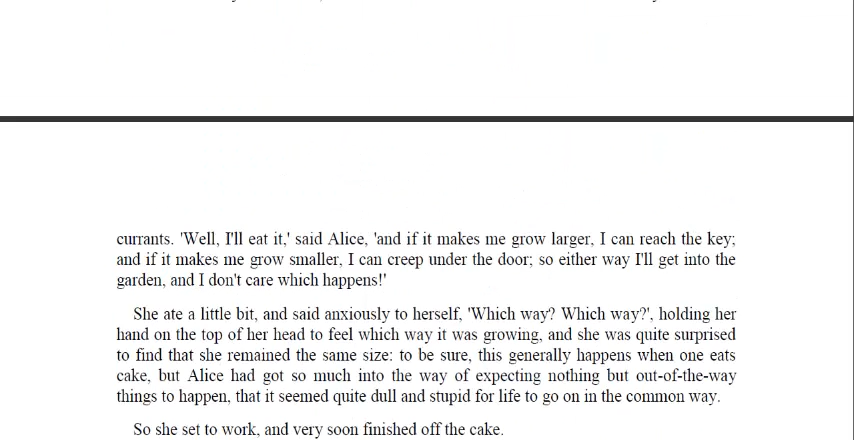 currants. 'Well, I'll eat it,' said Alice, 'and if it makes me grow larger, I can reach the key;
and if it makes me grow smaller, I can creep under the door; so either way I'll get into the
garden, and I don't care which happens!'
She ate a little bit, and said anxiously to herself, 'Which way? Which way?', holding her
hand on the top of her head to feel which way it was growing, and she was quite surprised
to find that she remained the same size: to be sure, this generally happens when one eats
cake, but Alice had got so much into the way of expecting nothing but out-of-the-way
things to happen, that it seemed quite dull and stupid for life to go on in the common way.
So she set to work, and very soon finished off the cake.